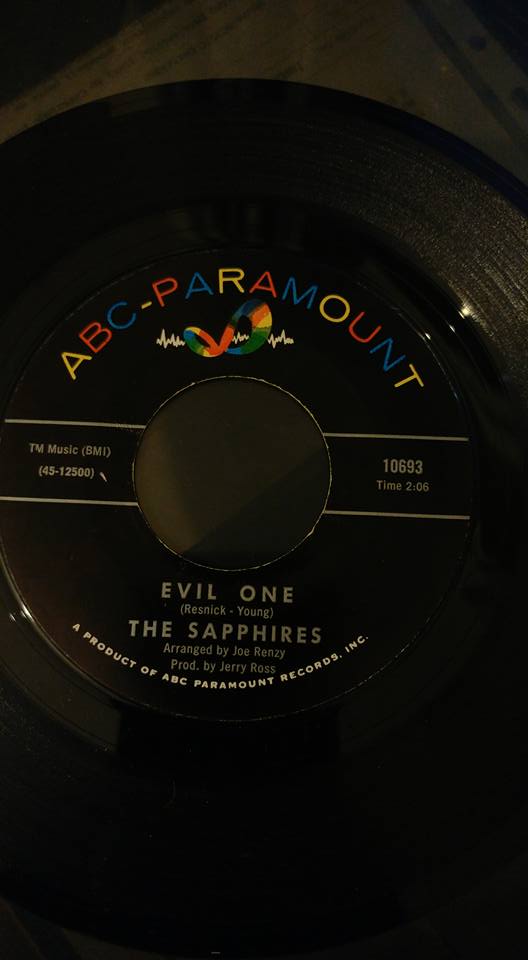 ABC-PARAMOUNT
TM Music (BMI)
(45-12500)
10693
Time 2:06
EVIL ONE
(Resnick - Young)
THE SAPPHIRES
Arranged by Joe Renzy
Prod. by Jerry Ross
A PRODUCT OF ABC PARAMOUNT RECORDS, INC.